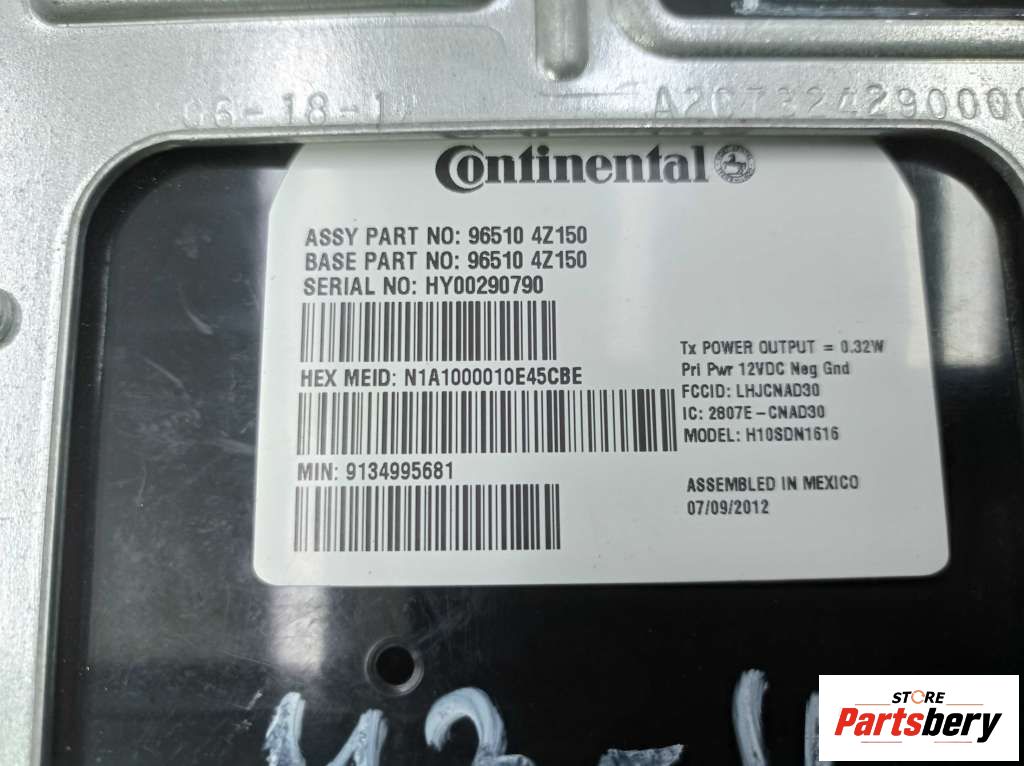 A2C7324290000
Continental
ASSY PART NO: 96510 4Z150
BASE PART NO: 96510 4Z150
SERIAL NO: HY00290790
HEX MEID: N1A1000010E45CBE
MIN: 9134995681
Tx POWER OUTPUT = 0.32W
Pri Pwr 12VDC Neg Gnd
FCCID: LHJCNAD30
IC: 2807E-CNAD30
MODEL: H10SDN1616
ASSEMBLED IN MEXICO
07/09/2012
STORE
Partsbery